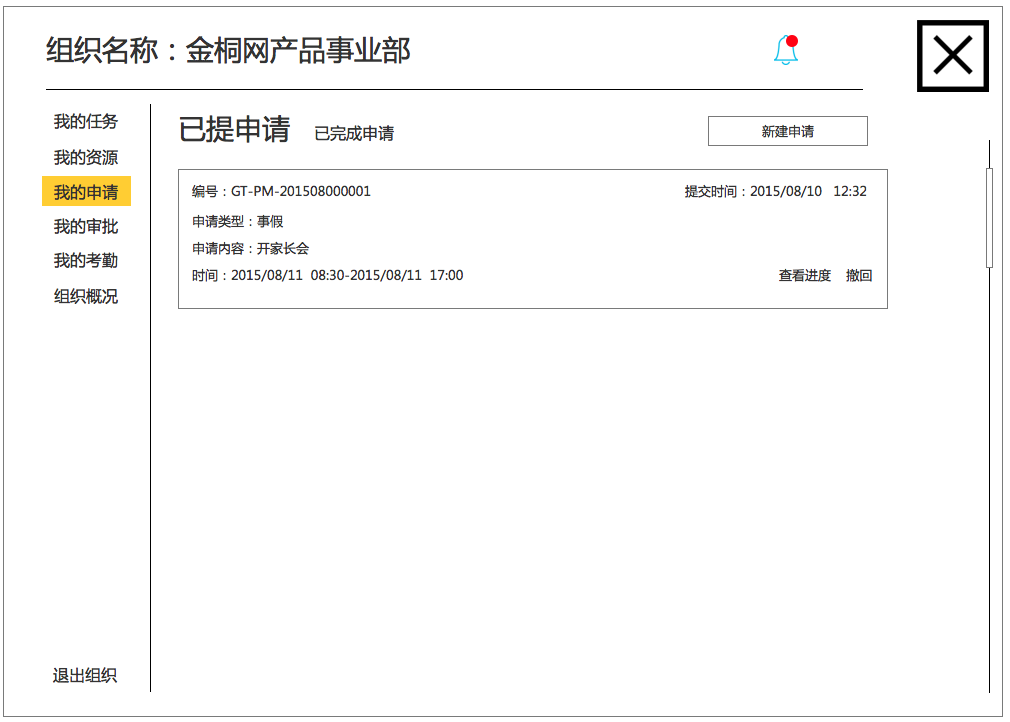 组织名称：金桐网产品事业部
我的任务
我的资源
我的申请
我的审批
我的考勤
组织概况
退出组织
已提申请 已完成申请 新建申请
编号：GT-PM-201508000001 提交时间：2015/08/10 12:32
申请类型：事假
申请内容：开家长会
时间：2015/08/11 08:30-2015/08/11 17:00 查看进度 撤回